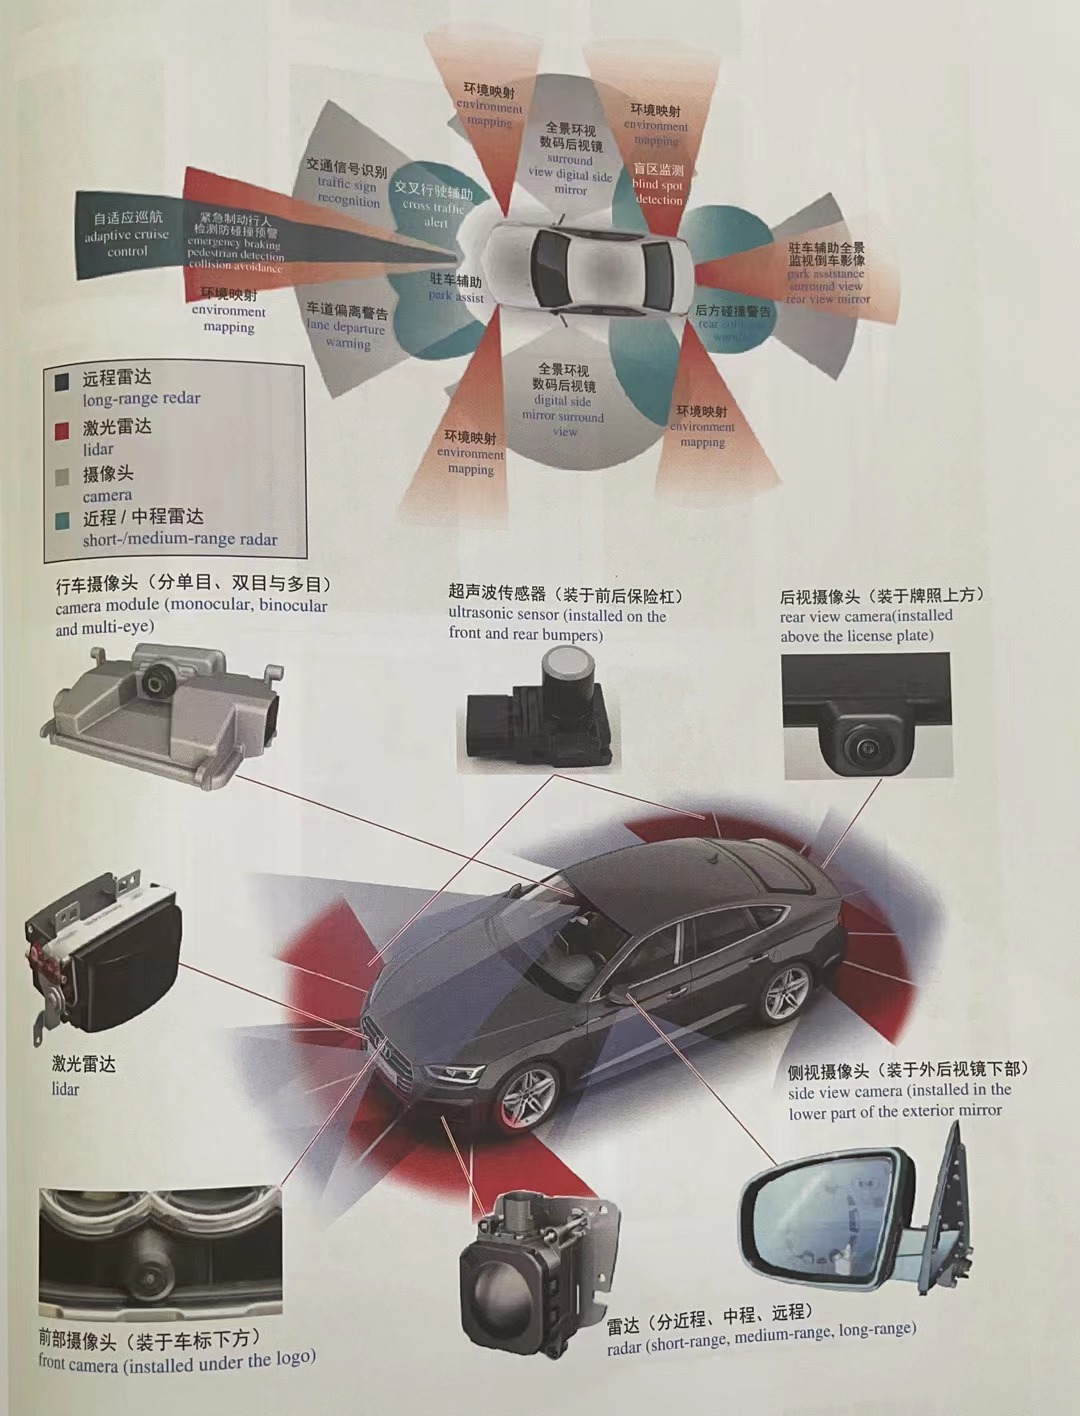 环境映射
environment
mapping
环境映射
environment
mapping
全景环视
数码后视镜
surround
view digital side
mirror
盲区监测
blind spot
detection
交通信号识别
traffic sign
recognition
交叉行驶辅助
cross traffic
alert
自适应巡航
adaptive cruise
control
紧急制动行人
检测防碰撞预警
emergency braking
pedestrian detection
collision avoidance
环境映射
environment
mapping
驻车辅助
park assist
车道偏离警告
lane departure
warning
驻车辅助全景
监视倒车影像
park assistance
surround view
rear view mirror
后方碰撞警告
rear collision
warning
全景环视
数码后视镜
digital side
mirror surround
view
环境映射
environment
mapping
环境映射
environment
mapping
远程雷达
long-range redar
激光雷达
lidar
摄像头
camera
近程/中程雷达
short-/medium-range radar
行车摄像头（分单目、双目与多目）
camera module (monocular, binocular
and multi-eye)
超声波传感器（装于前后保险杠）
ultrasonic sensor (installed on the
front and rear bumpers)
后视摄像头（装于牌照上方）
rear view camera(installed
above the license plate)
激光雷达
lidar
侧视摄像头（装于外后视镜下部）
side view camera (installed in the
lower part of the exterior mirror
前部摄像头（装于车标下方）
front camera (installed under the logo)
雷达（分近程、中程、远程）
radar (short-range, medium-range, long-range)